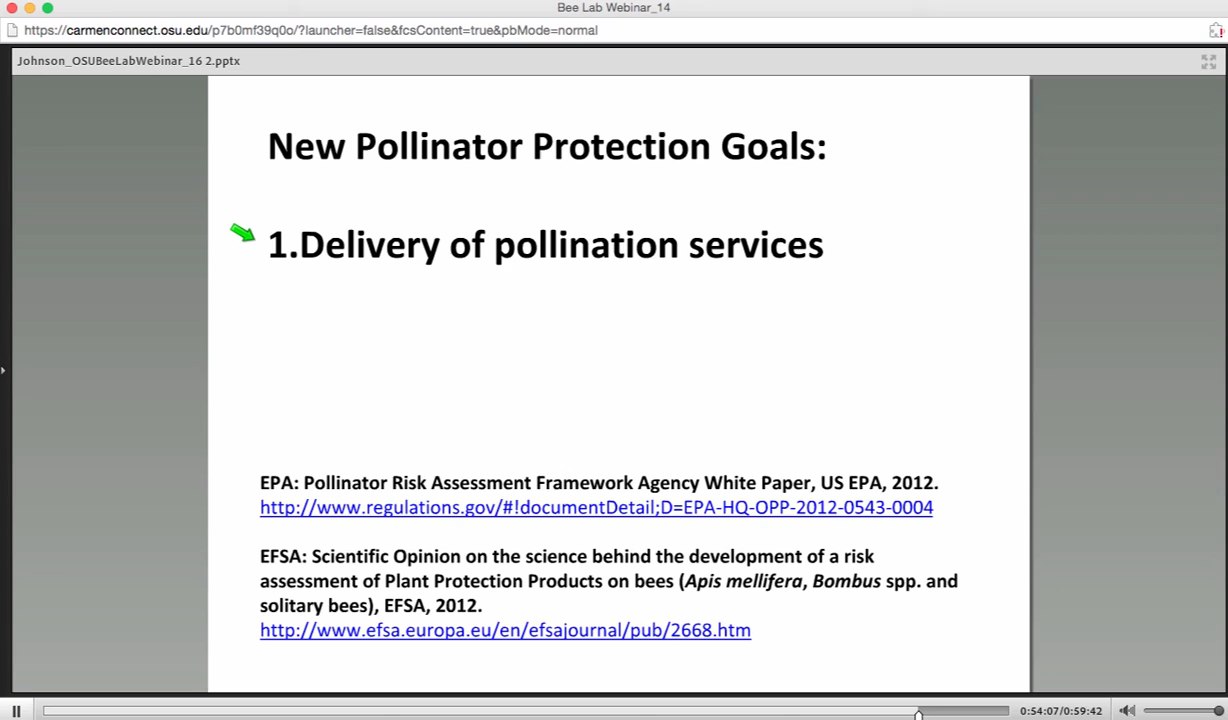 Bee Lab Webinar_14
https://carmenconnect.osu.edu/p7b0mf39q0o/?launcher=false&fcsContent=true&pbMode=normal
Johnson_OSUBeeLabWebinar_16 2.pptx
New Pollinator Protection Goals:
1.Delivery of pollination services
EPA: Pollinator Risk Assessment Framework Agency White Paper, US EPA, 2012.
http://www.regulations.gov/#!documentDetail;D=EPA-HQ-OPP-2012-0543-0004
EFSA: Scientific Opinion on the science behind the development of a risk
assessment of Plant Protection Products on bees (Apis mellifera, Bombus spp. and
solitary bees), EFSA, 2012.
http://www.efsa.europa.eu/en/efsajournal/pub/2668.htm
0:54:07/0:59:42